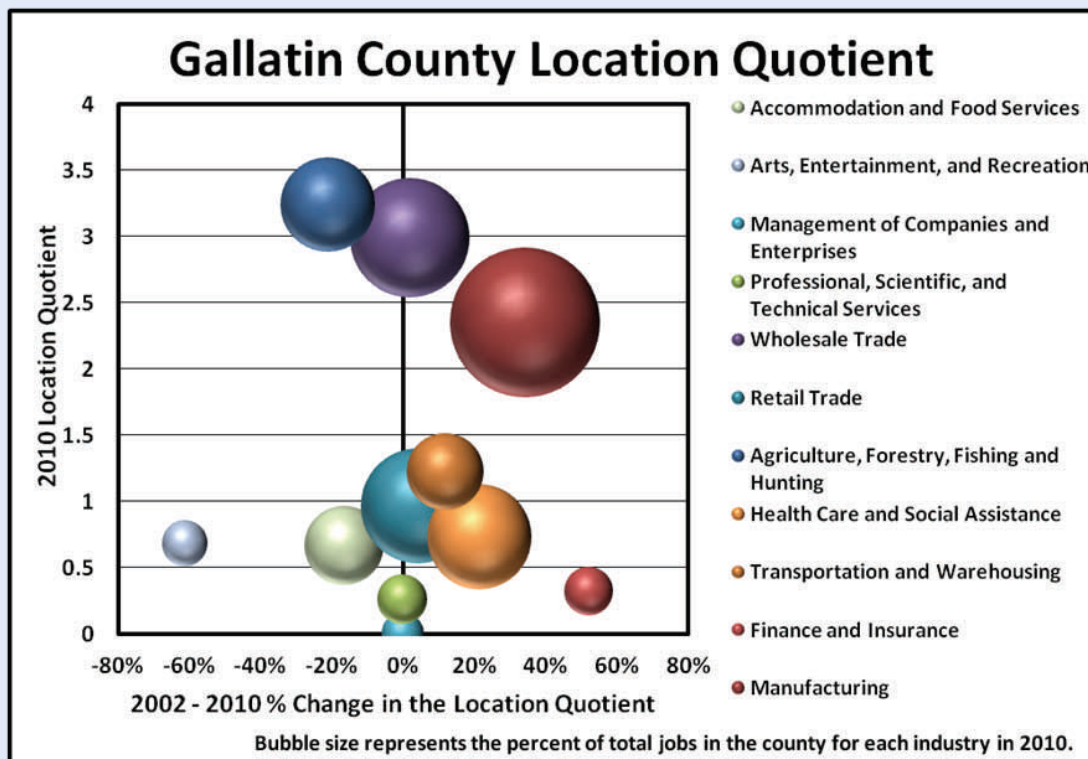 Gallatin County Location Quotient
4
3.5
3
2.5
2
1.5
1
0.5
0
2010 Location Quotient
-80% -60% -40% -20% 0% 20% 40% 60% 80%
2002 - 2010 % Change in the Location Quotient
Accommodation and Food Services
Arts, Entertainment, and Recreation
Management of Companies and
Enterprises
Professional, Scientific, and
Technical Services
Wholesale Trade
Retail Trade
Agriculture, Forestry, Fishing and
Hunting
Health Care and Social Assistance
Transportation and Warehousing
Finance and Insurance
Manufacturing
Bubble size represents the percent of total jobs in the county for each industry in 2010.